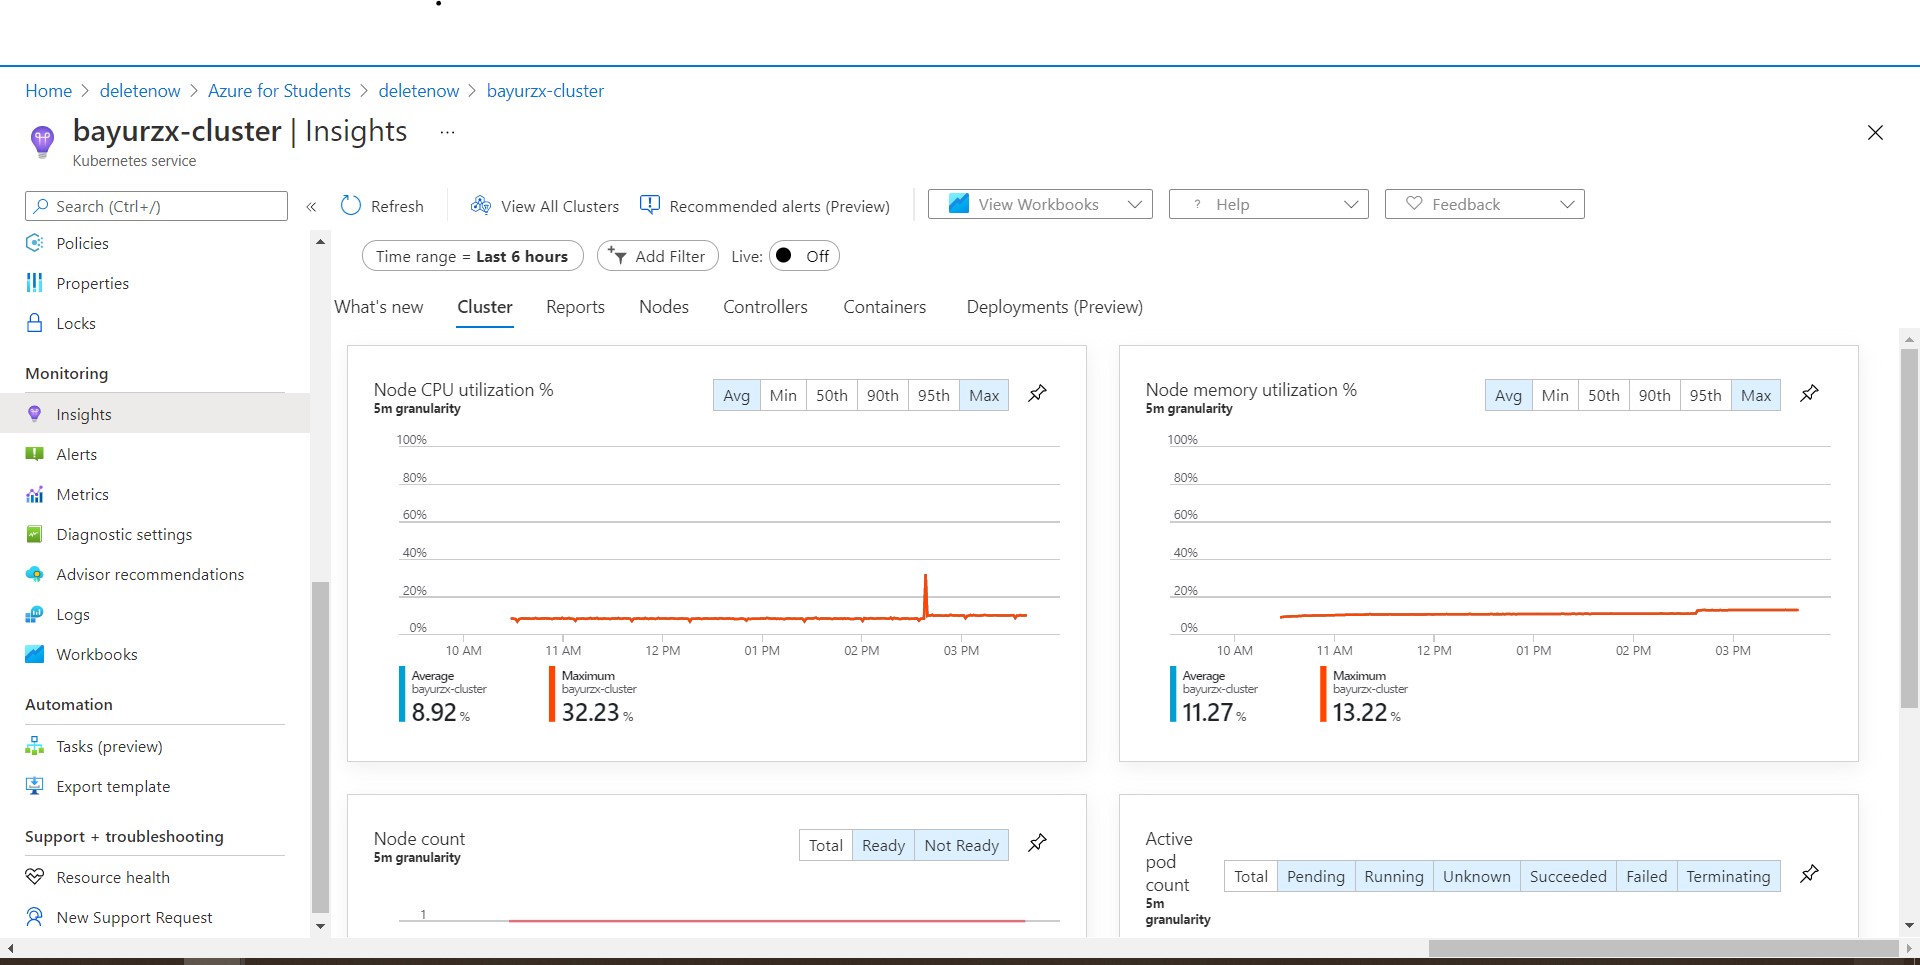 Home > deletenow > Azure for Students > deletenow > bayurzx-cluster
bayurzx-cluster | Insights ...
Kubernetes service
Search (Ctrl+/)
«
Refresh
View All Clusters
Recommended alerts (Preview)
View Workbooks
? Help
Feedback
Policies
Properties
Locks
Monitoring
Insights
Alerts
Metrics
Diagnostic settings
Advisor recommendations
Logs
Workbooks
Automation
Tasks (preview)
Export template
Support + troubleshooting
Resource health
New Support Request
Time range = Last 6 hours
Add Filter
Live: Off
What's new
Cluster
Reports
Nodes
Controllers
Containers
Deployments (Preview)
Node CPU utilization %
5m granularity
Avg Min 50th 90th 95th Max
100%
80%
60%
40%
20%
0%
10 AM 11 AM 12 PM 01 PM 02 PM 03 PM
Average
bayurzx-cluster
8.92 %
Maximum
bayurzx-cluster
32.23 %
Node memory utilization %
5m granularity
Avg Min 50th 90th 95th Max
100%
80%
60%
40%
20%
0%
10 AM 11 AM 12 PM 01 PM 02 PM 03 PM
Average
bayurzx-cluster
11.27 %
Maximum
bayurzx-cluster
13.22 %
Node count
5m granularity
Total Ready Not Ready
1
Active
pod
count
5m
granularity
Total Pending Running Unknown Succeeded Failed Terminating